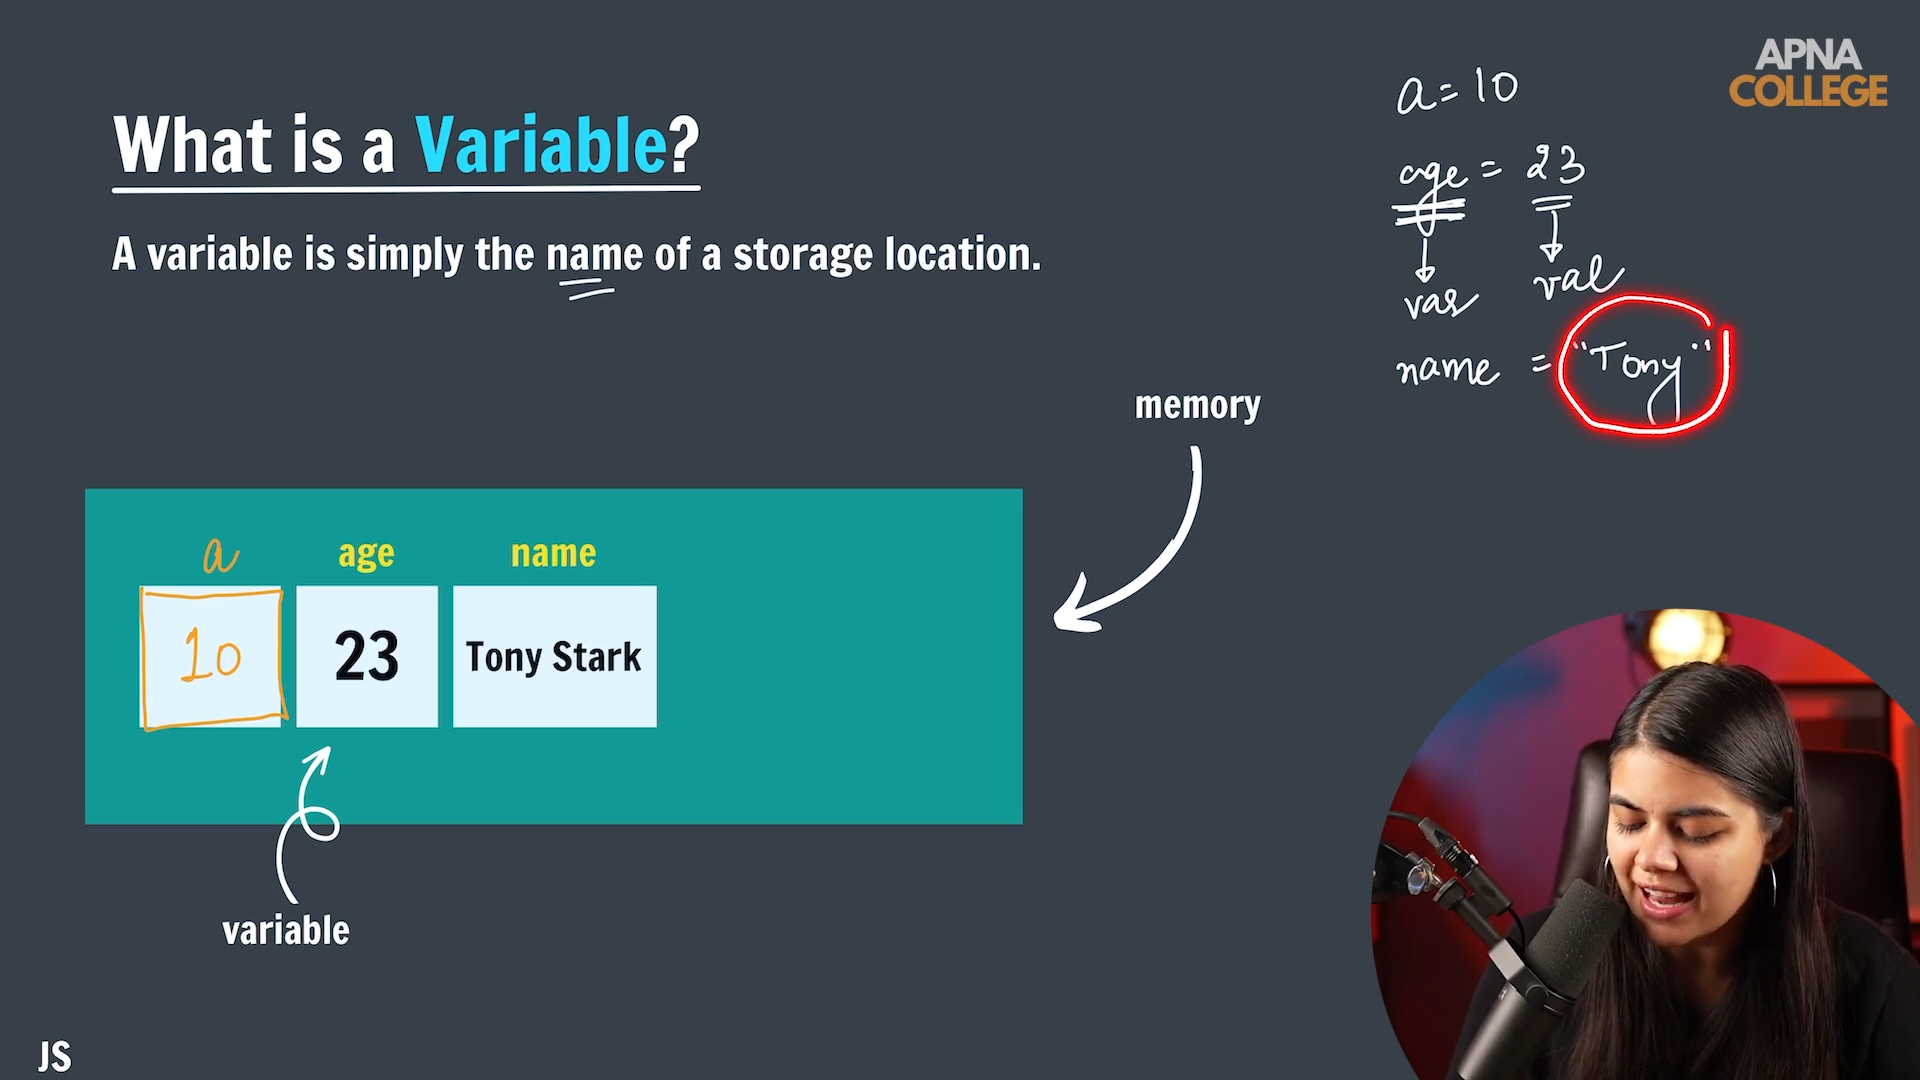 APNA
COLLEGE
What is a Variable?
A variable is simply the name of a storage location.
a = 10
age = 23
var val
name = "Tony"
memory
a age name
10 23 Tony Stark
variable
JS